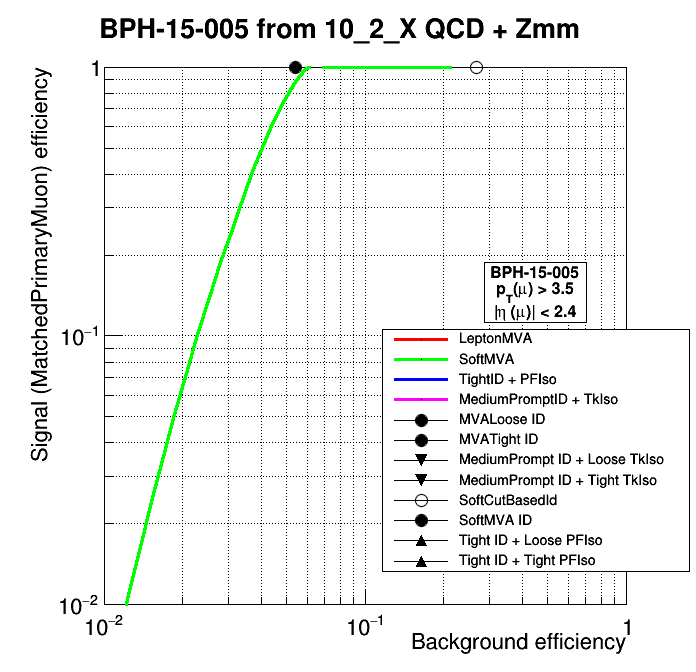 BPH-15-005 from 10_2_X QCD + Zmm
Signal (MatchedPrimaryMuon) efficiency
1
10⁻¹
10⁻²
BPH-15-005
p_T(μ) > 3.5
|η (μ)| < 2.4
LeptonMVA
SoftMVA
TightID + PFIso
MediumPromptID + TkIso
MVALoose ID
MVATight ID
MediumPrompt ID + Loose TkIso
MediumPrompt ID + Tight TkIso
SoftCutBasedId
SoftMVA ID
Tight ID + Loose PFIso
Tight ID + Tight PFIso
10⁻² 10⁻¹ 1
Background efficiency